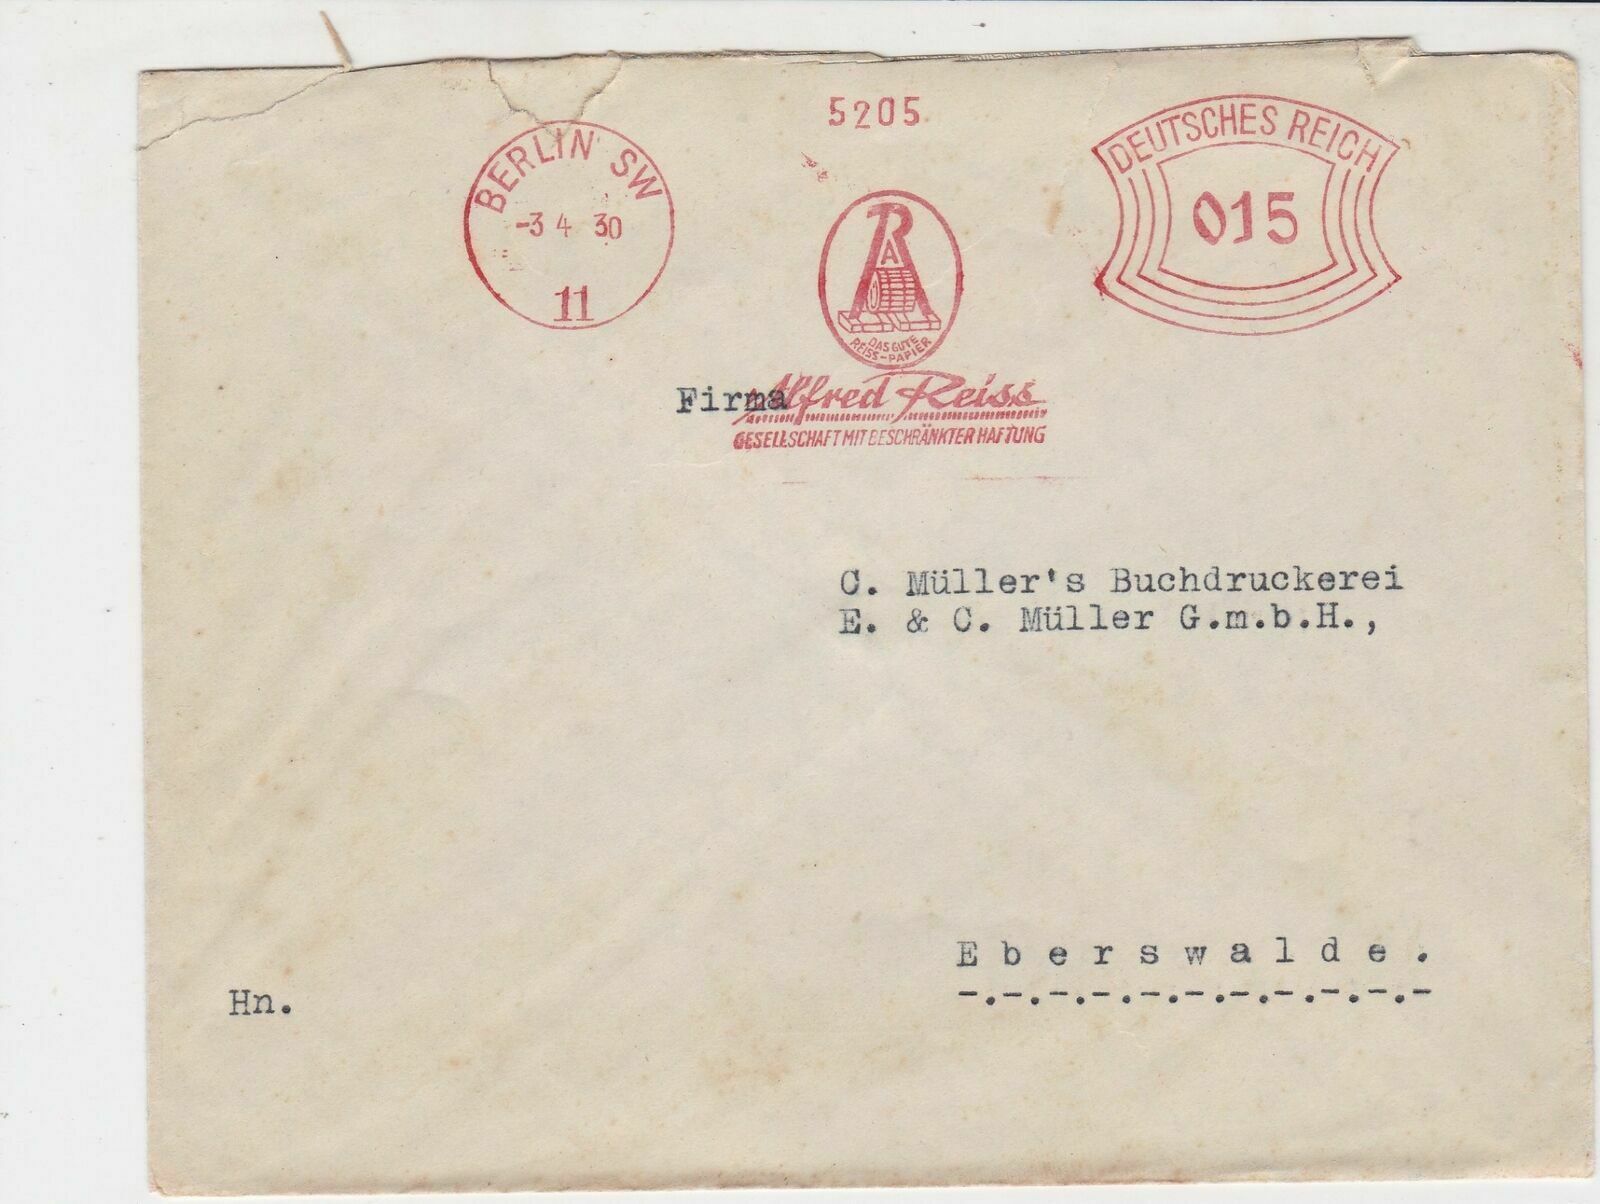 5205
BERLIN SW
-3 4 30
11
DEUTSCHES REICH
015
R
A
DAS GUTE
REISS-PAPIER
Alfred Reiss
GESELLSCHAFT MIT BESCHRÄNKTER HAFTUNG
Firma
C. Müller's Buchdruckerei
E. & C. Müller G.m.b.H.,
Eberswalde.
Hn.